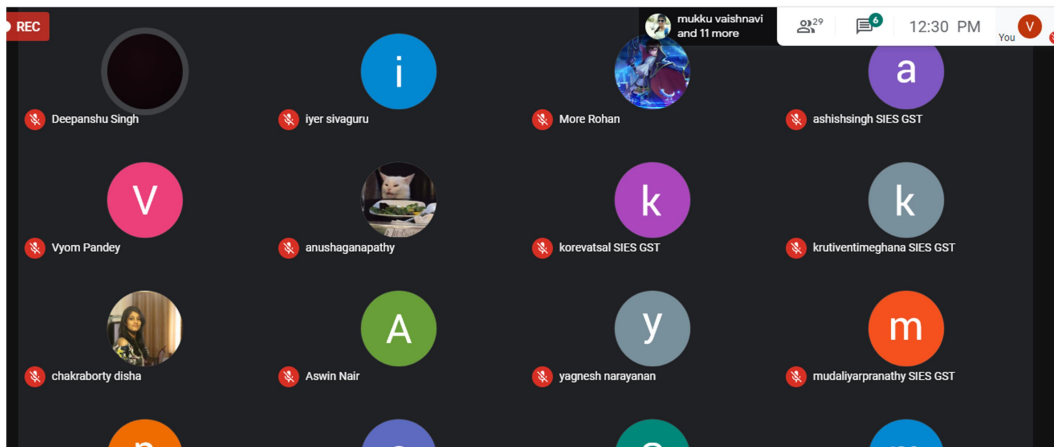 REC
mukku vaishnavi
and 11 more
29
6
12:30 PM
You
V
i
a
Deepanshu Singh
iyer sivaguru
More Rohan
ashishsingh SIES GST
V
k
k
Vyom Pandey
anushaganapathy
korevatsal SIES GST
krutiventimeghana SIES GST
A
y
m
chakraborty disha
Aswin Nair
yagnesh narayanan
mudaliyarpranathy SIES GST